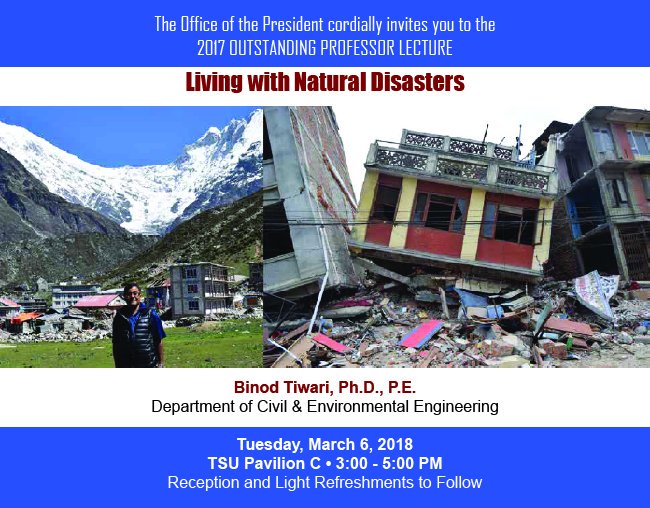 The Office of the President cordially invites you to the
2017 OUTSTANDING PROFESSOR LECTURE
Living with Natural Disasters
Binod Tiwari, Ph.D., P.E.
Department of Civil & Environmental Engineering
Tuesday, March 6, 2018
TSU Pavilion C • 3:00 - 5:00 PM
Reception and Light Refreshments to Follow